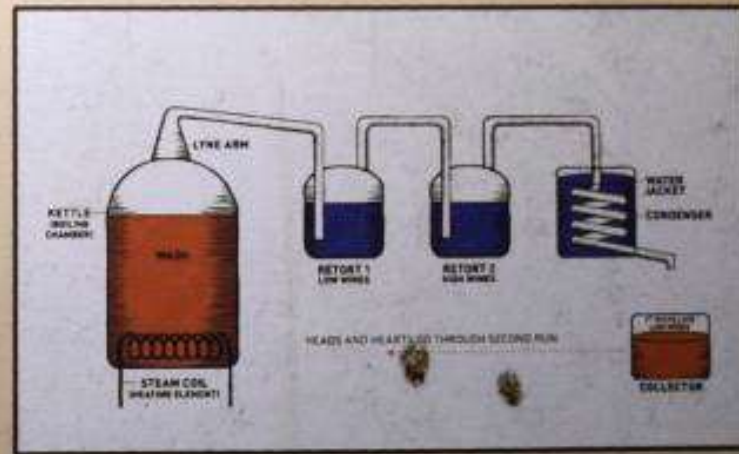 LYNE ARM
KETTLE
(BOILING
CHAMBER)
WASH
STEAM COIL
(HEATING ELEMENT)
RETORT 1
LOW WINES
RETORT 2
HIGH WINES
WATER
JACKET
CONDENSER
HEADS AND HEARTS GO THROUGH SECOND RUN
COLLECTOR